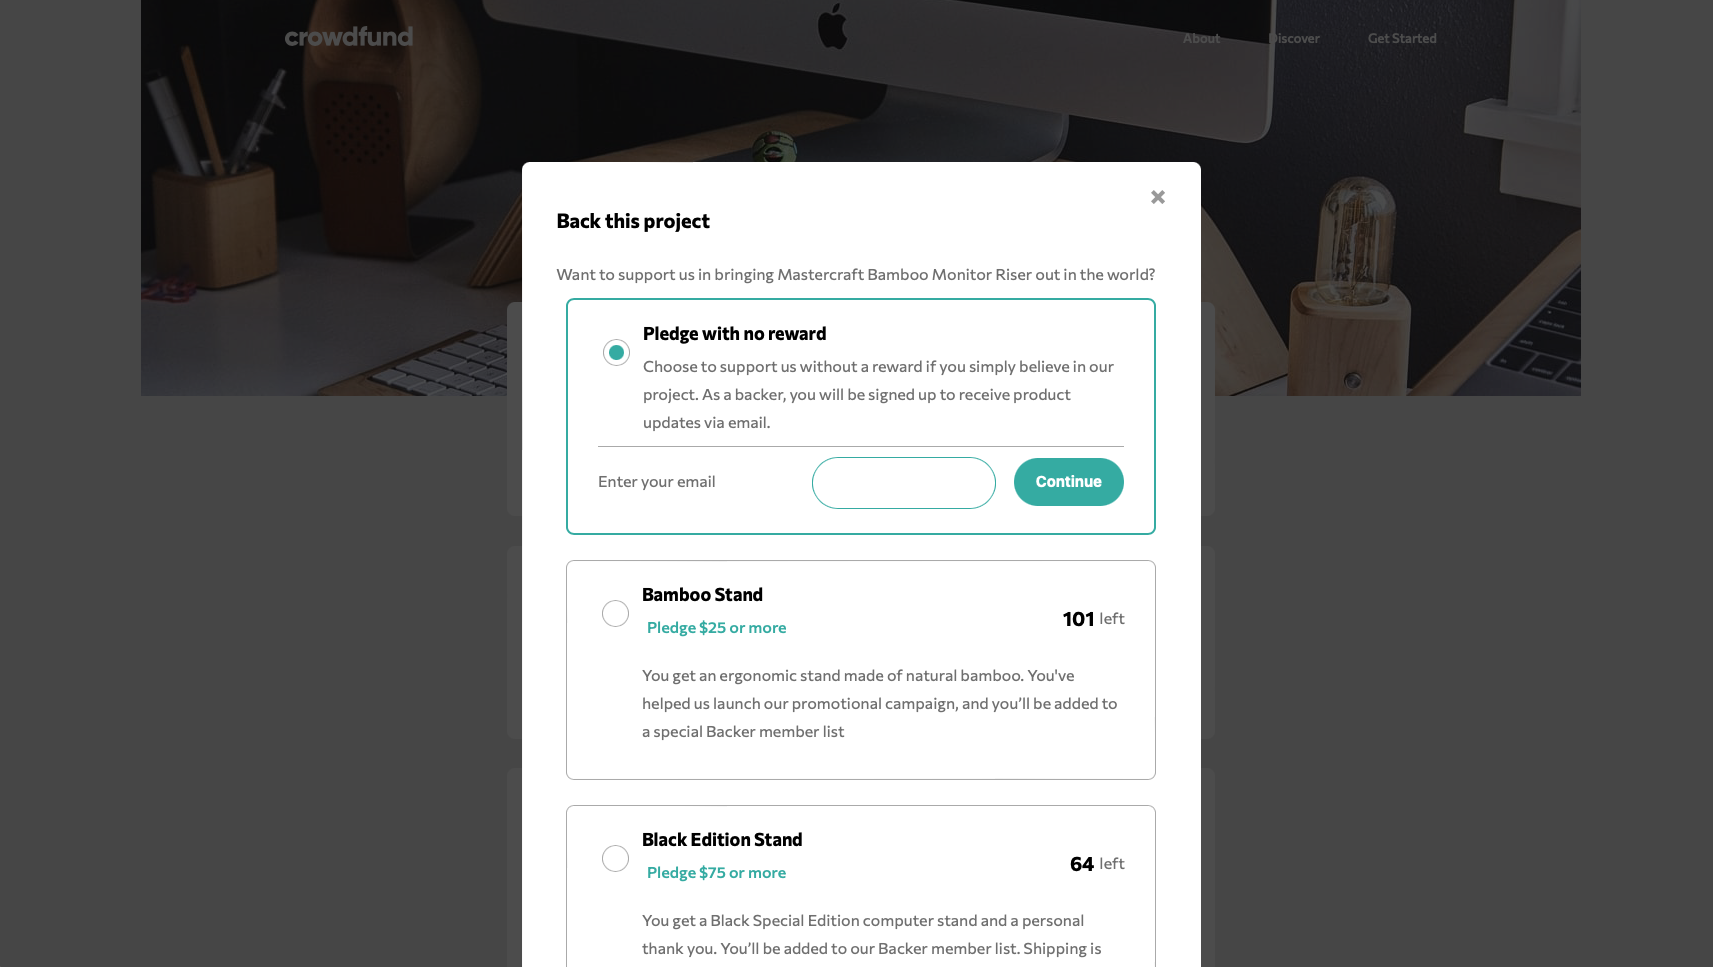 crowdfund
About
Discover
Get Started
Back this project
Want to support us in bringing Mastercraft Bamboo Monitor Riser out in the world?
Pledge with no reward
Choose to support us without a reward if you simply believe in our
project. As a backer, you will be signed up to receive product
updates via email.
Enter your email
Continue
Bamboo Stand
Pledge $25 or more
101 left
You get an ergonomic stand made of natural bamboo. You've
helped us launch our promotional campaign, and you’ll be added to
a special Backer member list
Black Edition Stand
Pledge $75 or more
64 left
You get a Black Special Edition computer stand and a personal
thank you. You’ll be added to our Backer member list. Shipping is